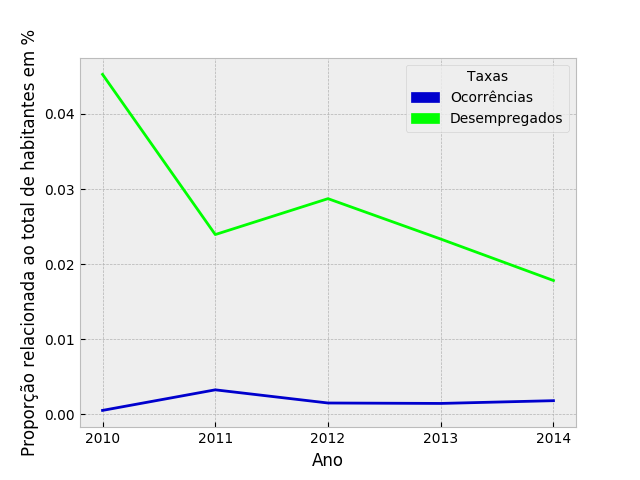 Proporção relacionada ao total de habitantes em %
0.04
0.03
0.02
0.01
0.00
Taxas
Ocorrências
Desempregados
2010 2011 2012 2013 2014
Ano